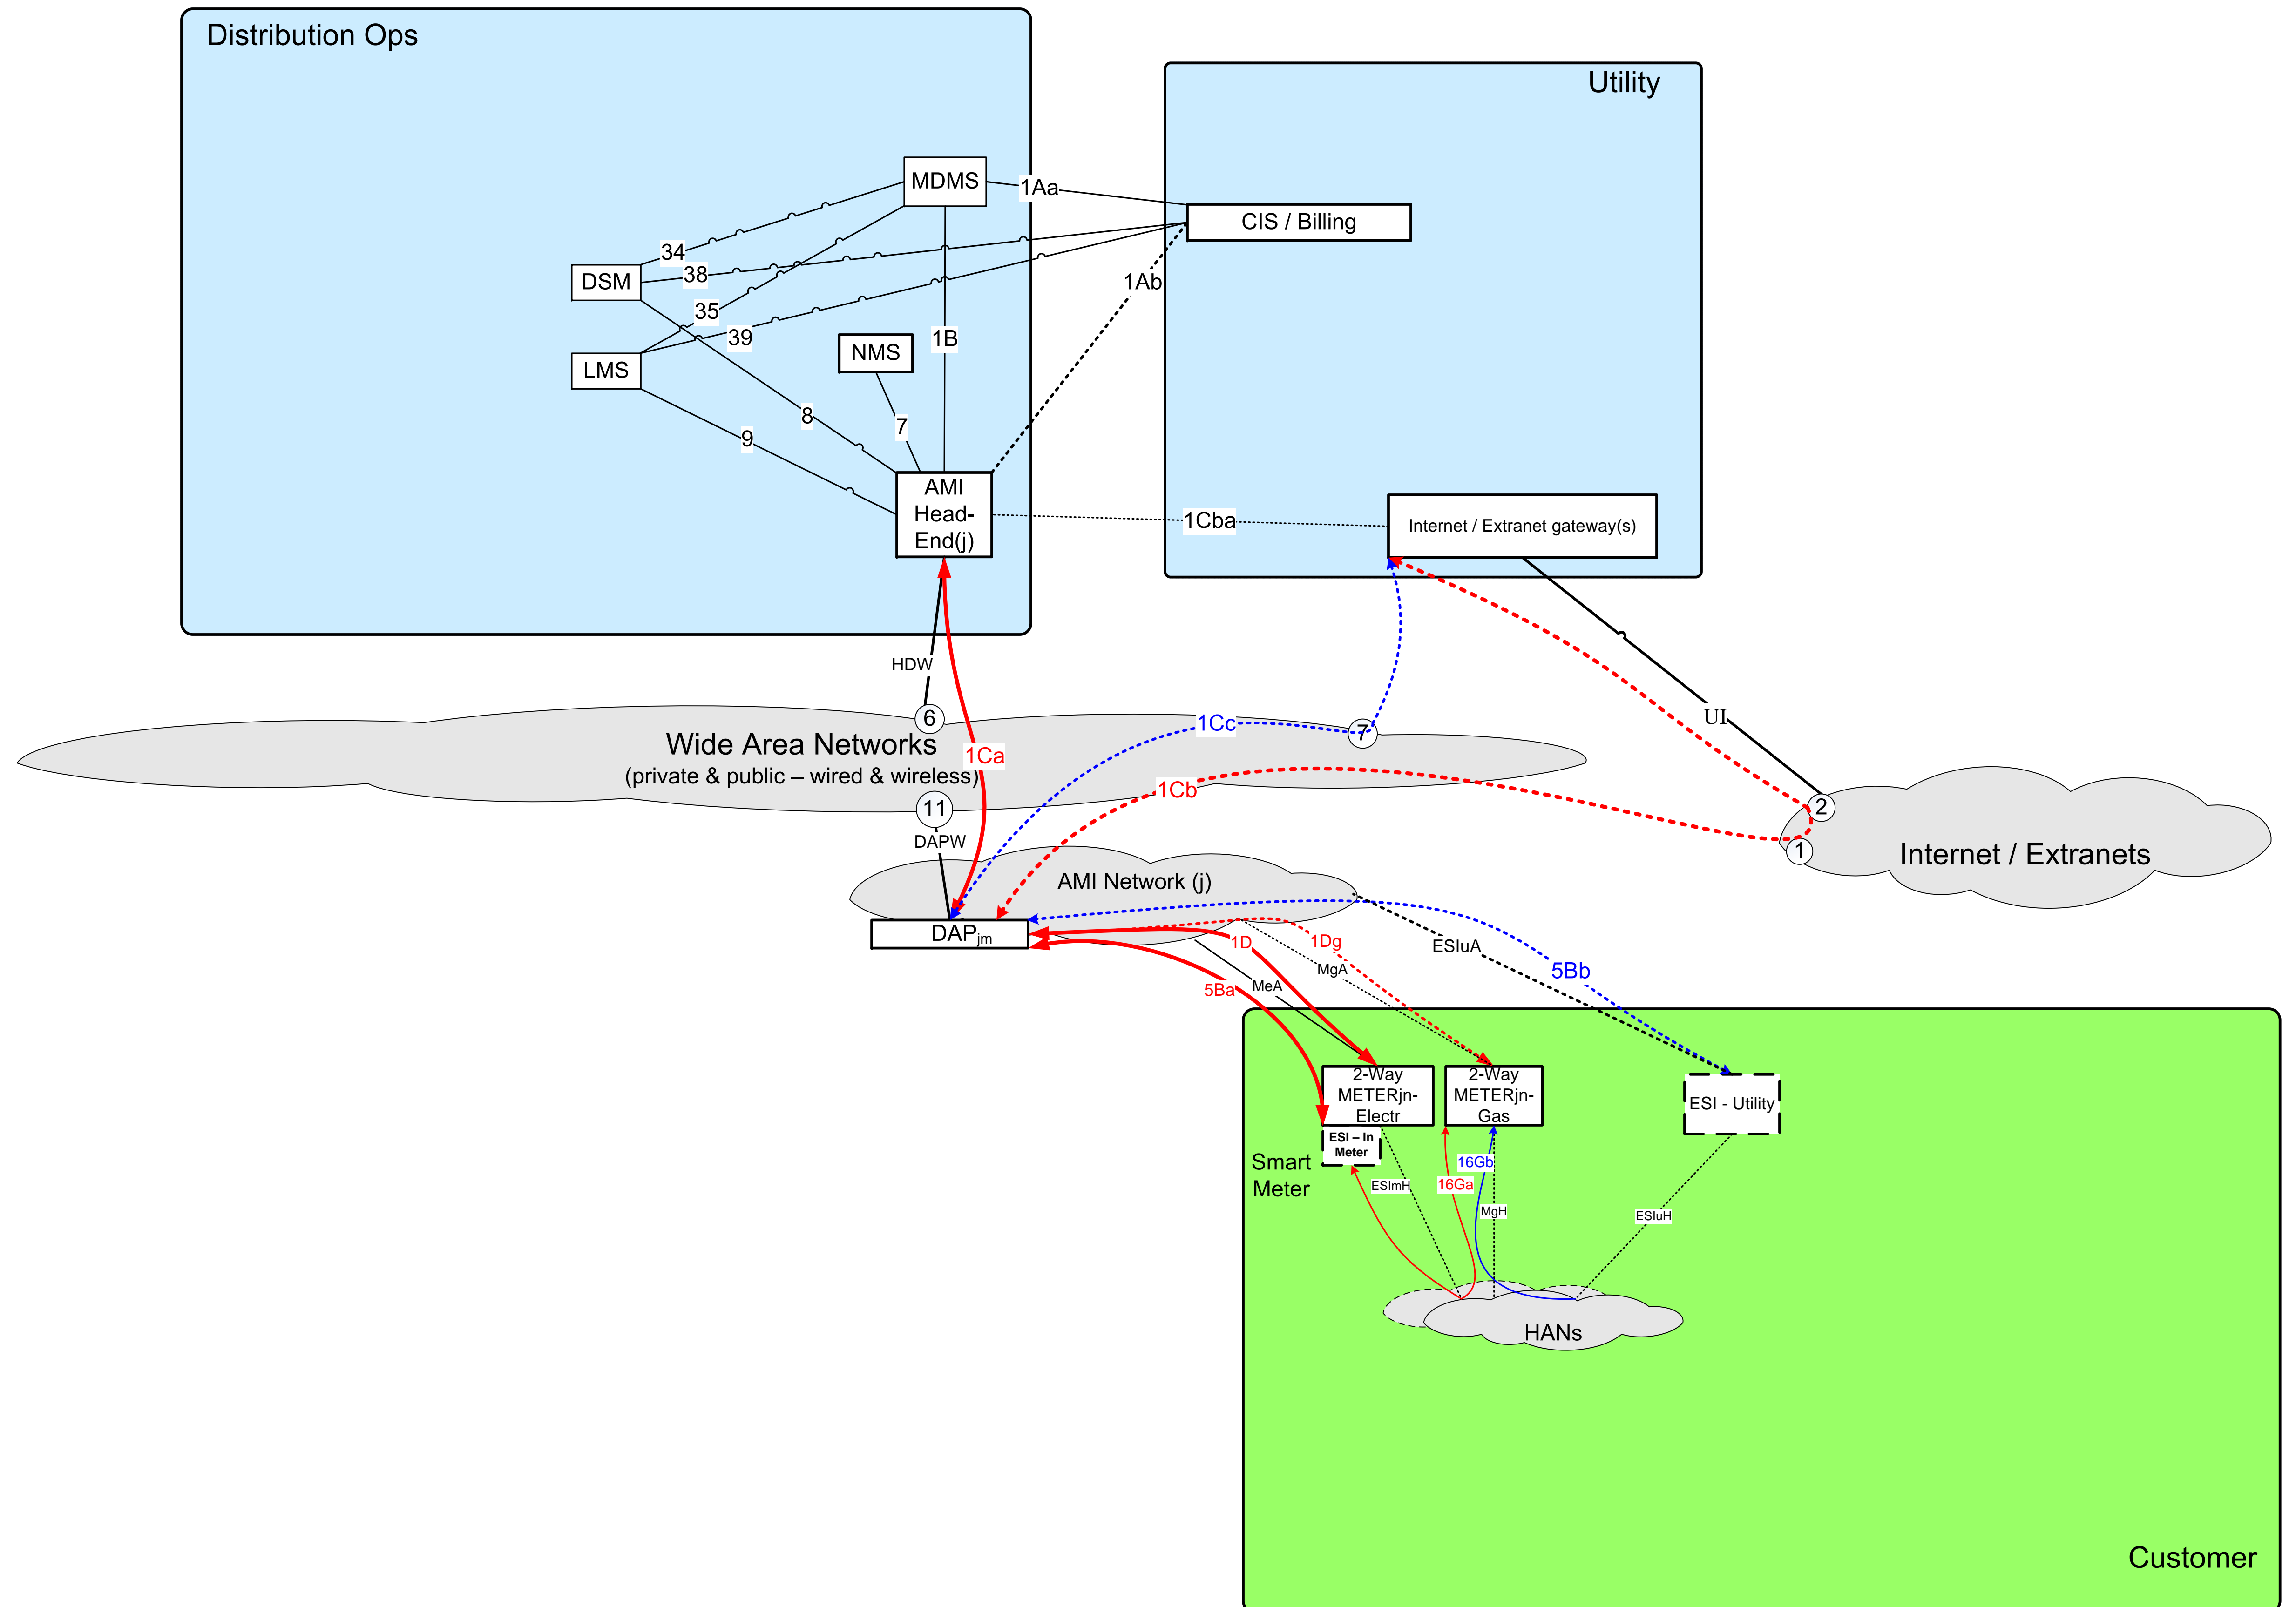 Distribution Ops
Utility
MDMS
1Aa
CIS / Billing
34
DSM
38
1Ab
35
39
1B
NMS
LMS
8
7
9
AMI
Head-
End(j)
1Cba
Internet / Extranet gateway(s)
HDW
6
1Cc
7
UI
Wide Area Networks
1Ca
(private & public – wired & wireless)
1Cb
11
2
DAPW
1
Internet / Extranets
AMI Network (j)
DAPjm
1D
1Dg
ESIuA
MgA
5Bb
5Ba
MeA
2-Way
METERjn-
Electr
2-Way
METERjn-
Gas
ESI - Utility
ESI – In
Meter
Smart
Meter
16Gb
ESImH
16Ga
MgH
ESIuH
HANs
Customer